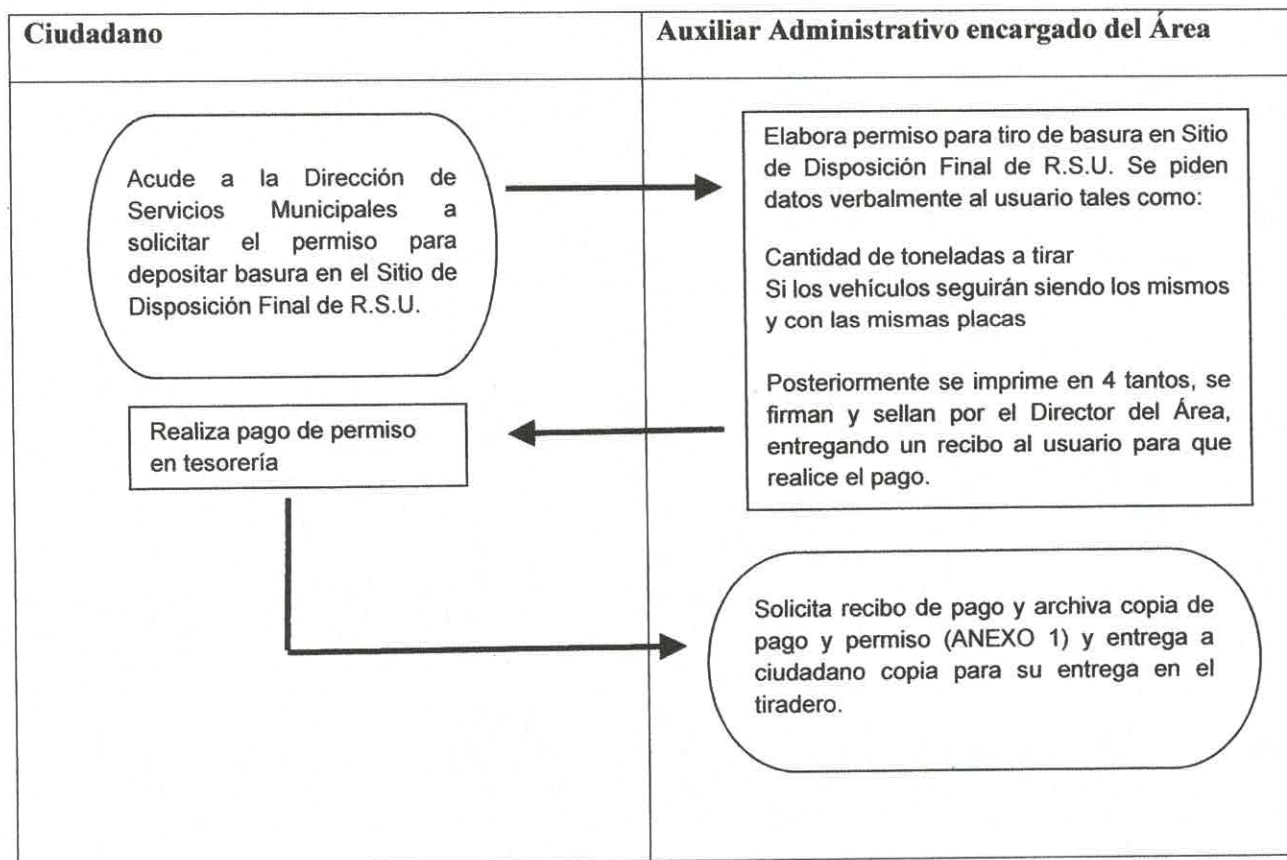 Ciudadano
Auxiliar Administrativo encargado del Área
Acude a la Dirección de
Servicios Municipales a
solicitar el permiso para
depositar basura en el Sitio de
Disposición Final de R.S.U.
Elabora permiso para tiro de basura en Sitio
de Disposición Final de R.S.U. Se piden
datos verbalmente al usuario tales como:
Cantidad de toneladas a tirar
Si los vehículos seguirán siendo los mismos
y con las mismas placas
Posteriormente se imprime en 4 tantos, se
firman y sellan por el Director del Área,
entregando un recibo al usuario para que
realice el pago.
Realiza pago de permiso
en tesorería
Solicita recibo de pago y archiva copia de
pago y permiso (ANEXO 1) y entrega a
ciudadano copia para su entrega en el
tiradero.